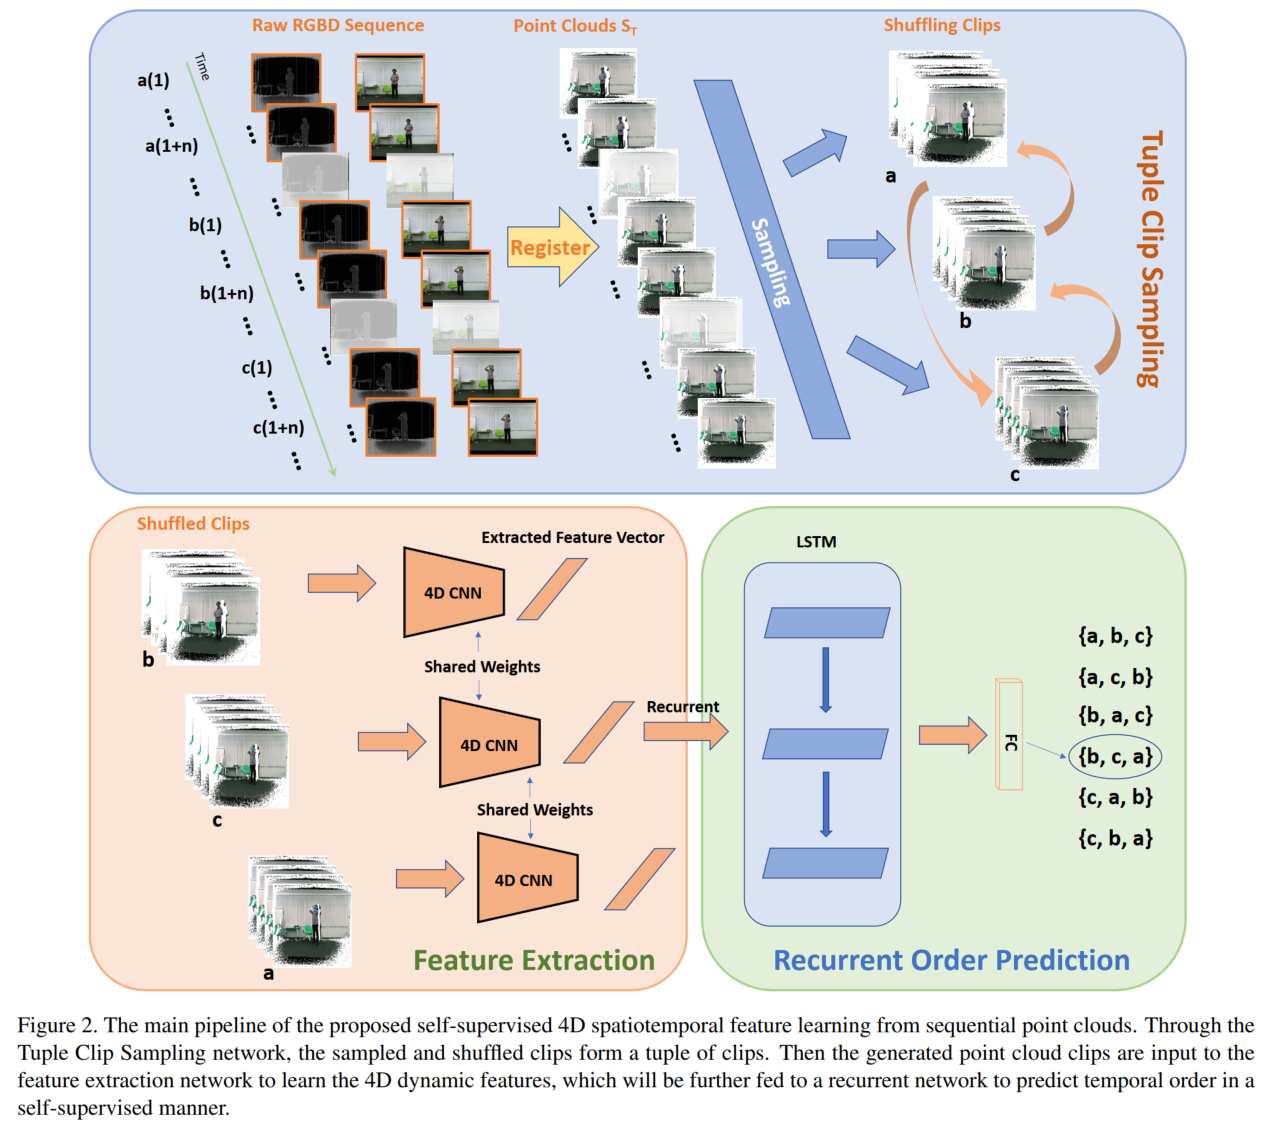 Raw RGBD Sequence
Point Clouds S_T
Shuffling Clips
Time
a(1)
a(1+n)
b(1)
b(1+n)
c(1)
c(1+n)
Register
Sampling
a
b
c
Tuple Clip Sampling
Shuffled Clips
b
c
a
Extracted Feature Vector
4D CNN
Shared Weights
4D CNN
Shared Weights
4D CNN
Recurrent
Feature Extraction
LSTM
FC
{a, b, c}
{a, c, b}
{b, a, c}
{b, c, a}
{c, a, b}
{c, b, a}
Recurrent Order Prediction
Figure 2. The main pipeline of the proposed self-supervised 4D spatiotemporal feature learning from sequential point clouds. Through the
Tuple Clip Sampling network, the sampled and shuffled clips form a tuple of clips. Then the generated point cloud clips are input to the
feature extraction network to learn the 4D dynamic features, which will be further fed to a recurrent network to predict temporal order in a
self-supervised manner.